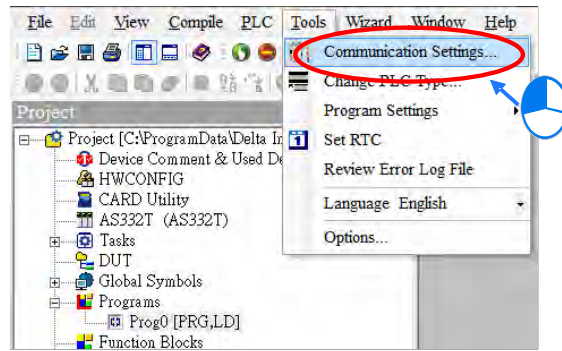 File Edit View Compile PLC Tools Wizard Window Help
Communication Settings...
Change PLC Type...
Program Settings
Set RTC
Review Error Log File
Language English
Options...
Project
Project [C:\ProgramData\Delta
Device Comment & Used
HWCONFIG
CARD Utility
AS332T (AS332T)
Tasks
DUT
Global Symbols
Programs
Prog0 [PRG,LD]
Function Blocks